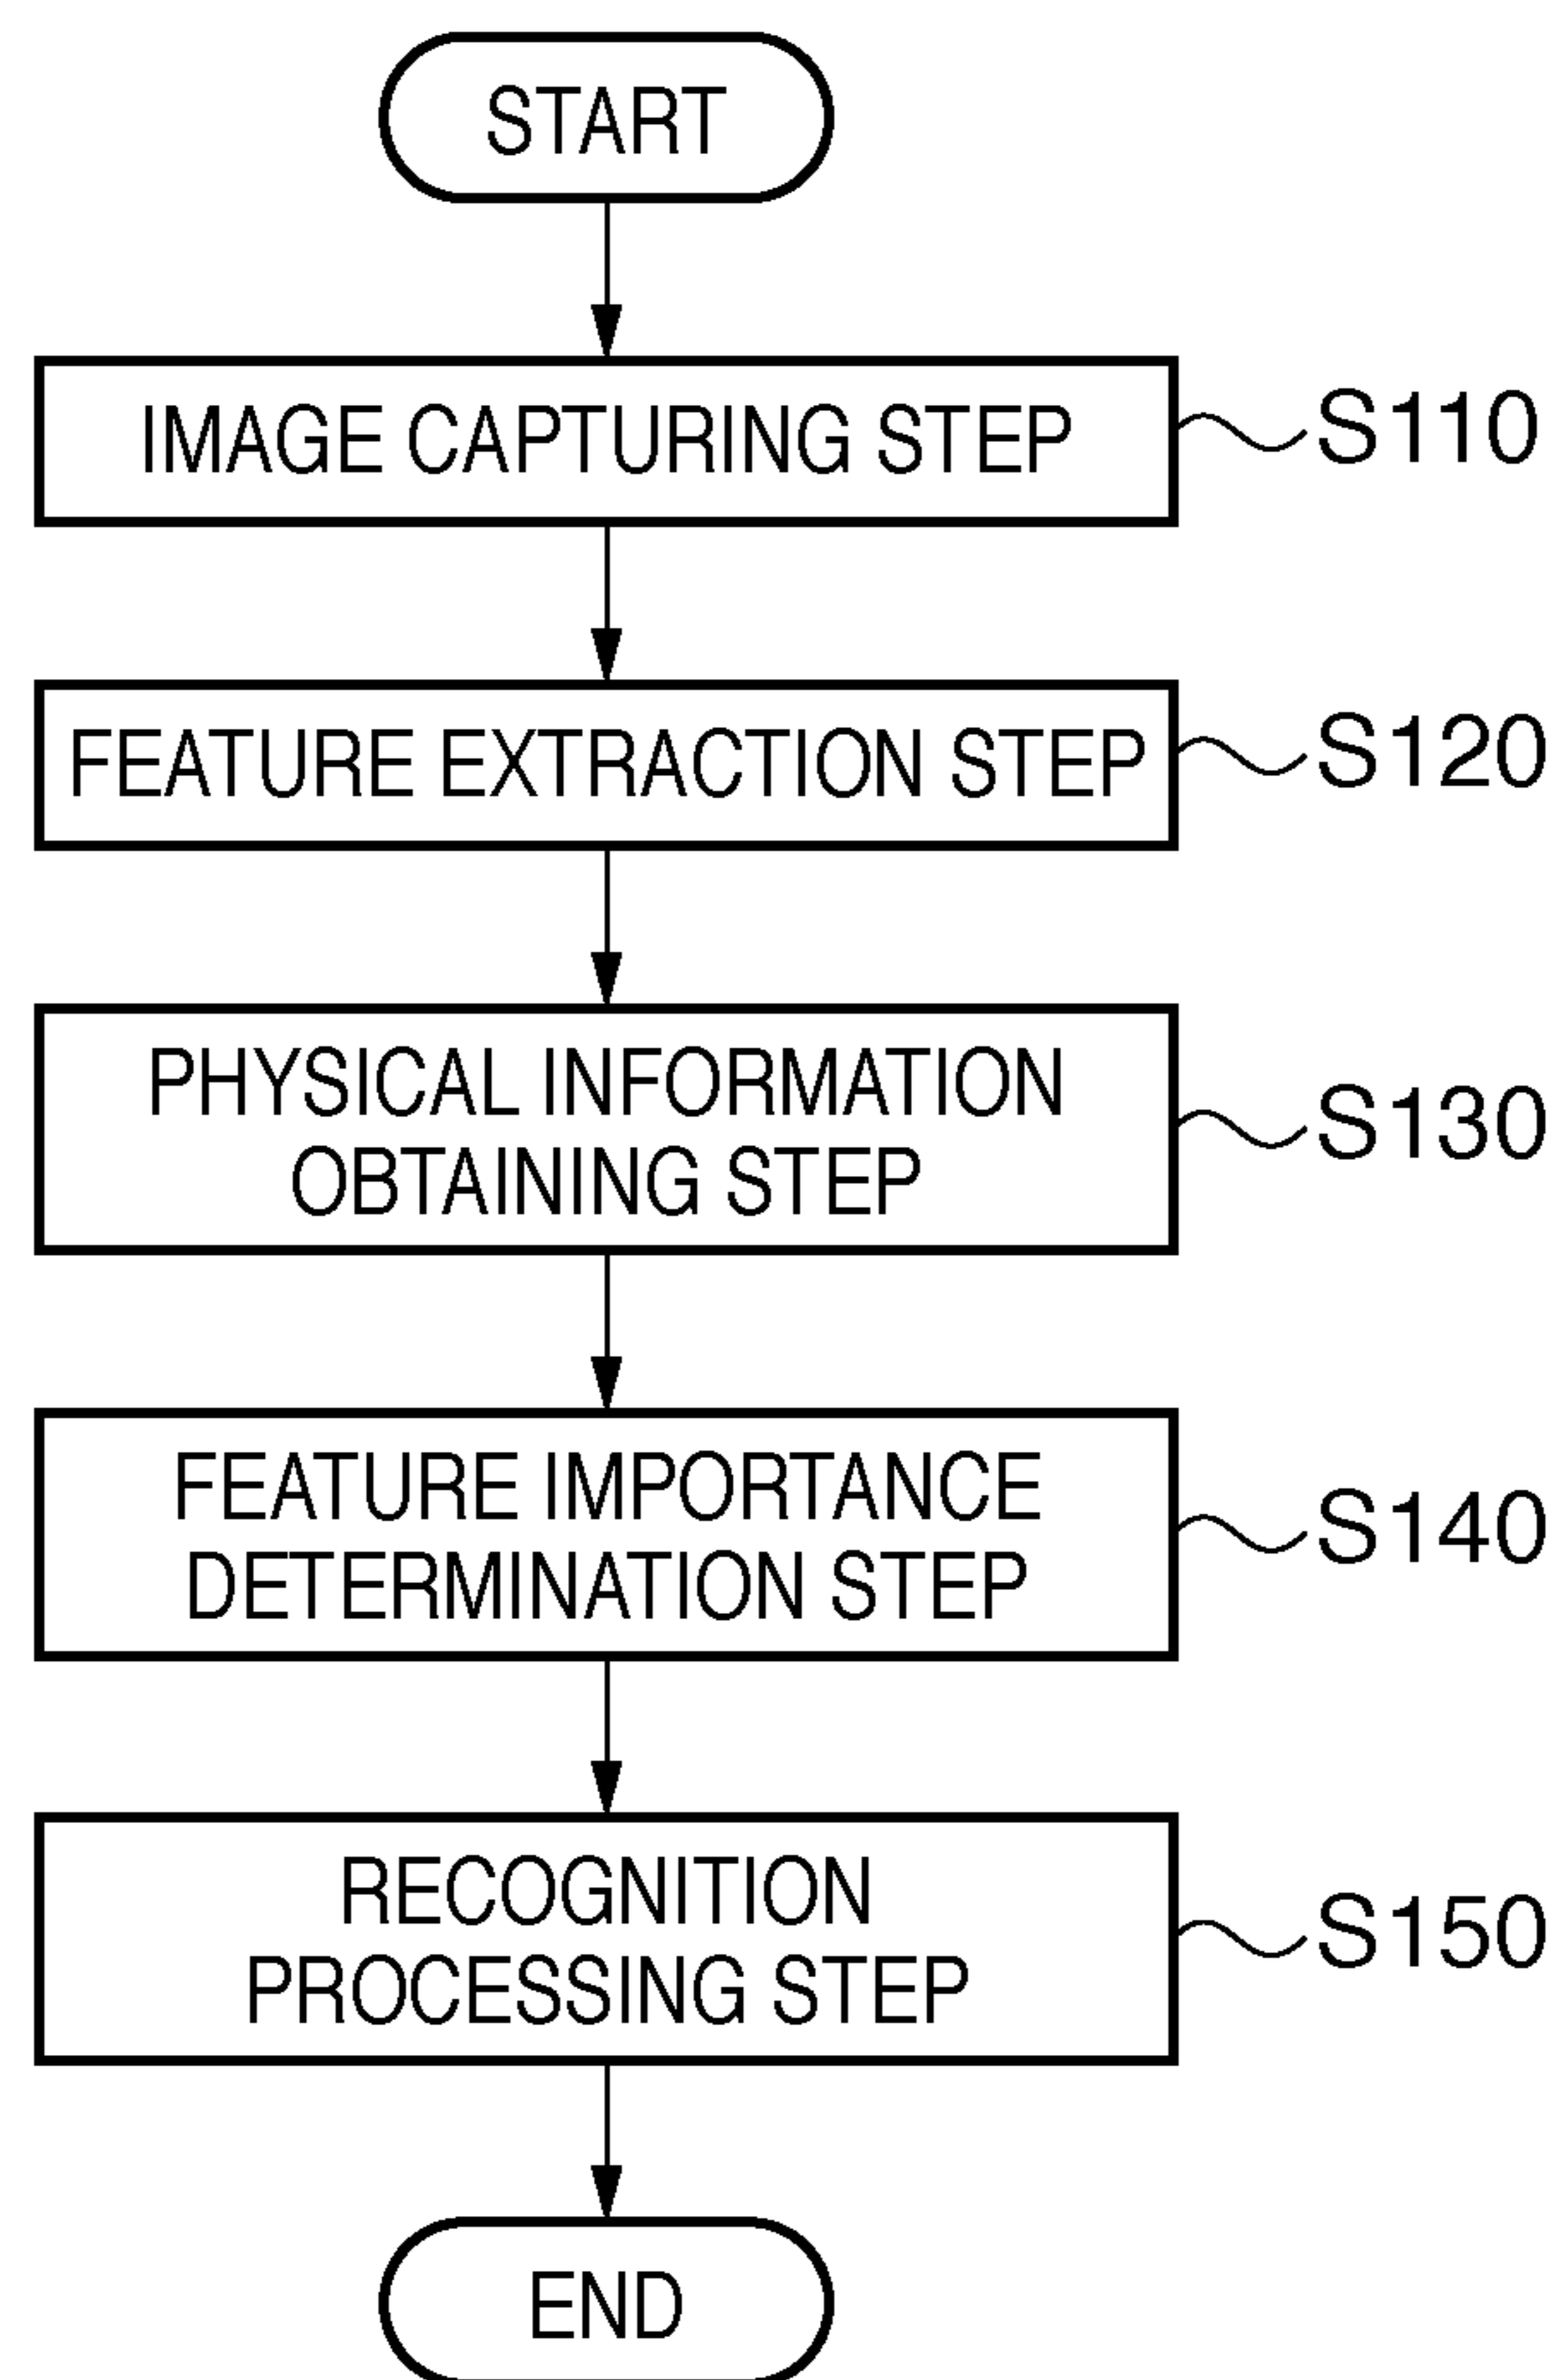 START
IMAGE CAPTURING STEP
S110
FEATURE EXTRACTION STEP
S120
PHYSICAL INFORMATION
OBTAINING STEP
S130
FEATURE IMPORTANCE
DETERMINATION STEP
S140
RECOGNITION
PROCESSING STEP
S150
END